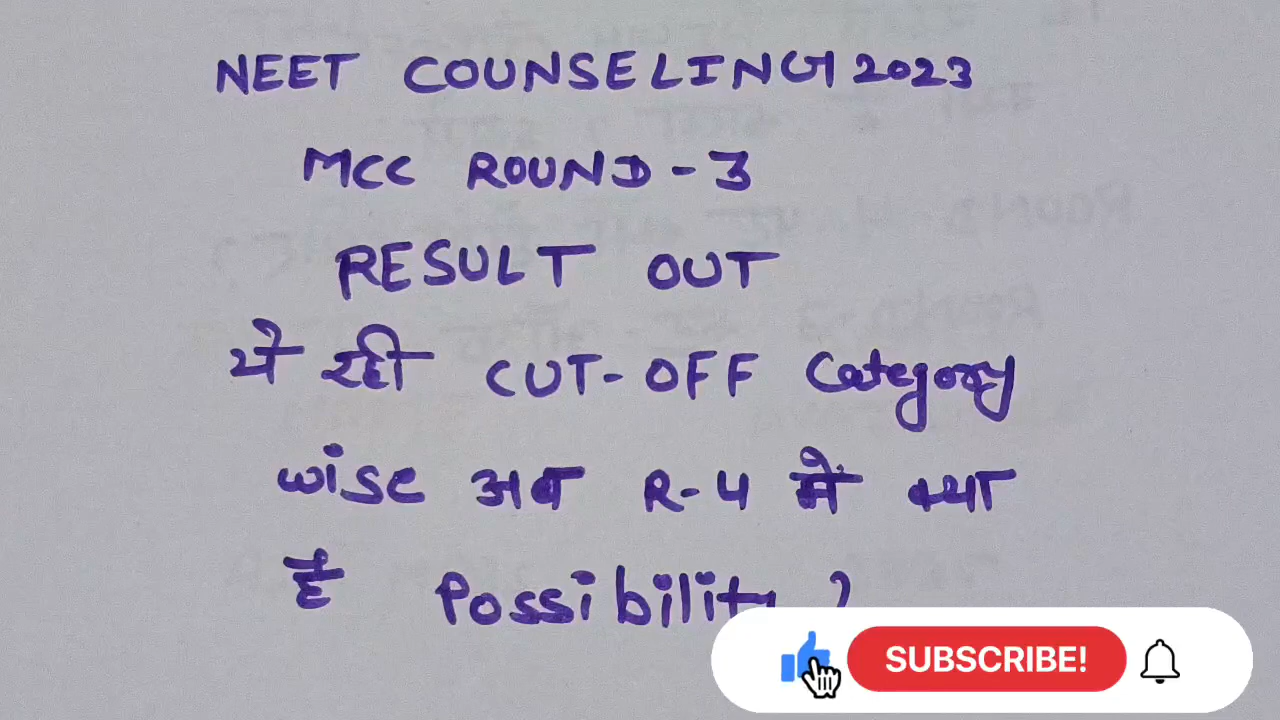 NEET COUNSELING 2023
MCC ROUND - 3
RESULT OUT
ये रही CUT-OFF Category
wise अब R-4 में क्या
है Possibility ?
SUBSCRIBE!